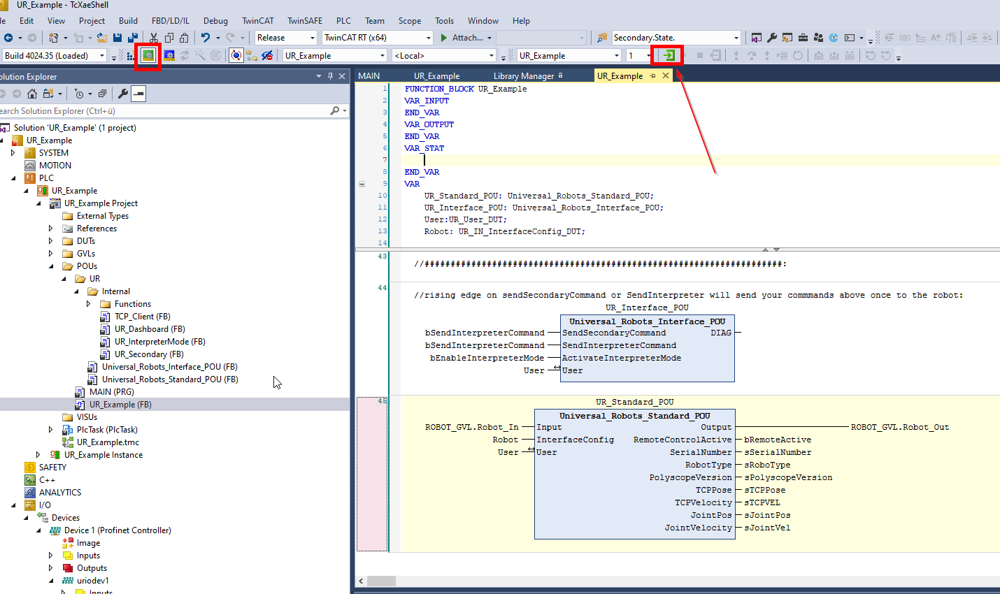 UR_Example - TcXaeShell
le Edit View Project Build FBD/LD/IL Debug TwinCAT TwinSAFE PLC Team Scope Tools Window Help
Release TwinCAT RT (x64) Attach... Secondary.State.
Build 4024.35 (Loaded) UR_Example <Local> UR_Example 1
olution Explorer
earch Solution Explorer (Ctrl+ü)
Solution 'UR_Example' (1 project)
UR_Example
SYSTEM
MOTION
PLC
UR_Example
UR_Example Project
External Types
References
DUTs
GVLs
POUs
UR
Internal
Functions
TCP_Client (FB)
UR_Dashboard (FB)
UR_InterpreterMode (FB)
UR_Secondary (FB)
Universal_Robots_Interface_POU (FB)
Universal_Robots_Standard_POU (FB)
MAIN (PRG)
UR_Example (FB)
VISUs
PlcTask (PlcTask)
UR_Example.tmc
UR_Example Instance
SAFETY
C++
ANALYTICS
I/O
Devices
Device 1 (Profinet Controller)
Image
Inputs
Outputs
uriodev1
Inputs
MAIN UR_Example Library Manager UR_Example
1 FUNCTION_BLOCK UR_Example
2 VAR_INPUT
3 END_VAR
4 VAR_OUTPUT
5 END_VAR
6 VAR_STAT
7
8 END_VAR
9 VAR
10 UR_Standard_POU: Universal_Robots_Standard_POU;
11 UR_Interface_POU: Universal_Robots_Interface_POU;
12 User:UR_User_DUT;
13 Robot: UR_IN_InterfaceConfig_DUT;
14
43
//#####################################################################:
44
//rising edge on sendSecondaryCommand or SendInterpreter will send your commmands above once to the robot:
UR_Interface_POU
Universal_Robots_Interface_POU
bSendInterpreterCommand SendSecondaryCommand DIAG
bSendInterpreterCommand SendInterpreterCommand
bEnableInterpreterMode ActivateInterpreterMode
User User
45
UR_Standard_POU
Universal_Robots_Standard_POU
ROBOT_GVL.Robot_In Input Output ROBOT_GVL.Robot_Out
Robot InterfaceConfig RemoteControlActive bRemoteActive
User User SerialNumber sSerialNumber
RobotType sRoboType
PolyscopeVersion sPolyscopeVersion
TCPPose sTCPPose
TCPVelocity sTCPVEL
JointPos sJointPos
JointVelocity sJointVel